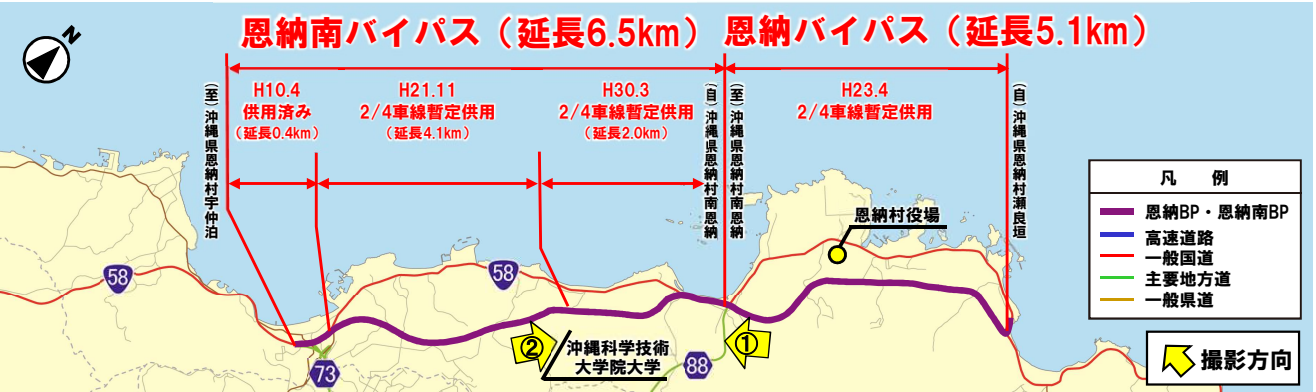 恩納南バイパス（延長6.5km）
恩納バイパス（延長5.1km）
N
H10.4
供用済み
（延長0.4km）
H21.11
2/4車線暫定供用
（延長4.1km）
H30.3
2/4車線暫定供用
（延長2.0km）
H23.4
2/4車線暫定供用
（至）沖縄県恩納村字仲泊
（自）沖縄県恩納村南恩納
（至）沖縄県恩納村南恩納
（自）沖縄県恩納村瀬良垣
恩納村役場
58
58
73
88
②
①
沖縄科学技術
大学院大学
凡 例
恩納BP・恩納南BP
高速道路
一般国道
主要地方道
一般県道
撮影方向